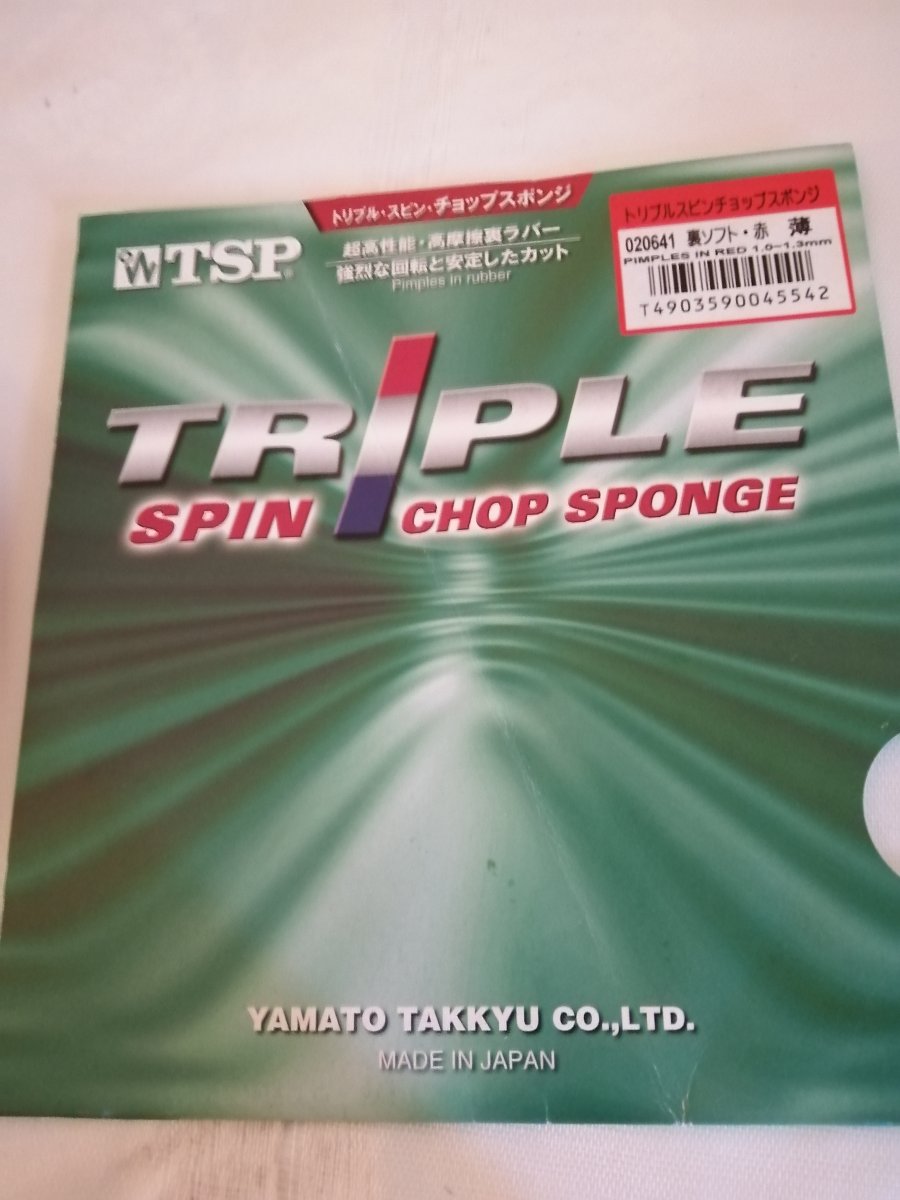 トリプル・スピン・チョップスポンジ
TSP
超高性能・高摩擦裏ラバー
強烈な回転と安定したカット
Pimples in rubber
トリプルスピンチョップスポンジ
020641 裏ソフト・赤 薄
PIMPLES IN RED 1.0-1.3mm
T4903590045542
TRIPLE
SPIN CHOP SPONGE
YAMATO TAKKYU CO.,LTD.
MADE IN JAPAN